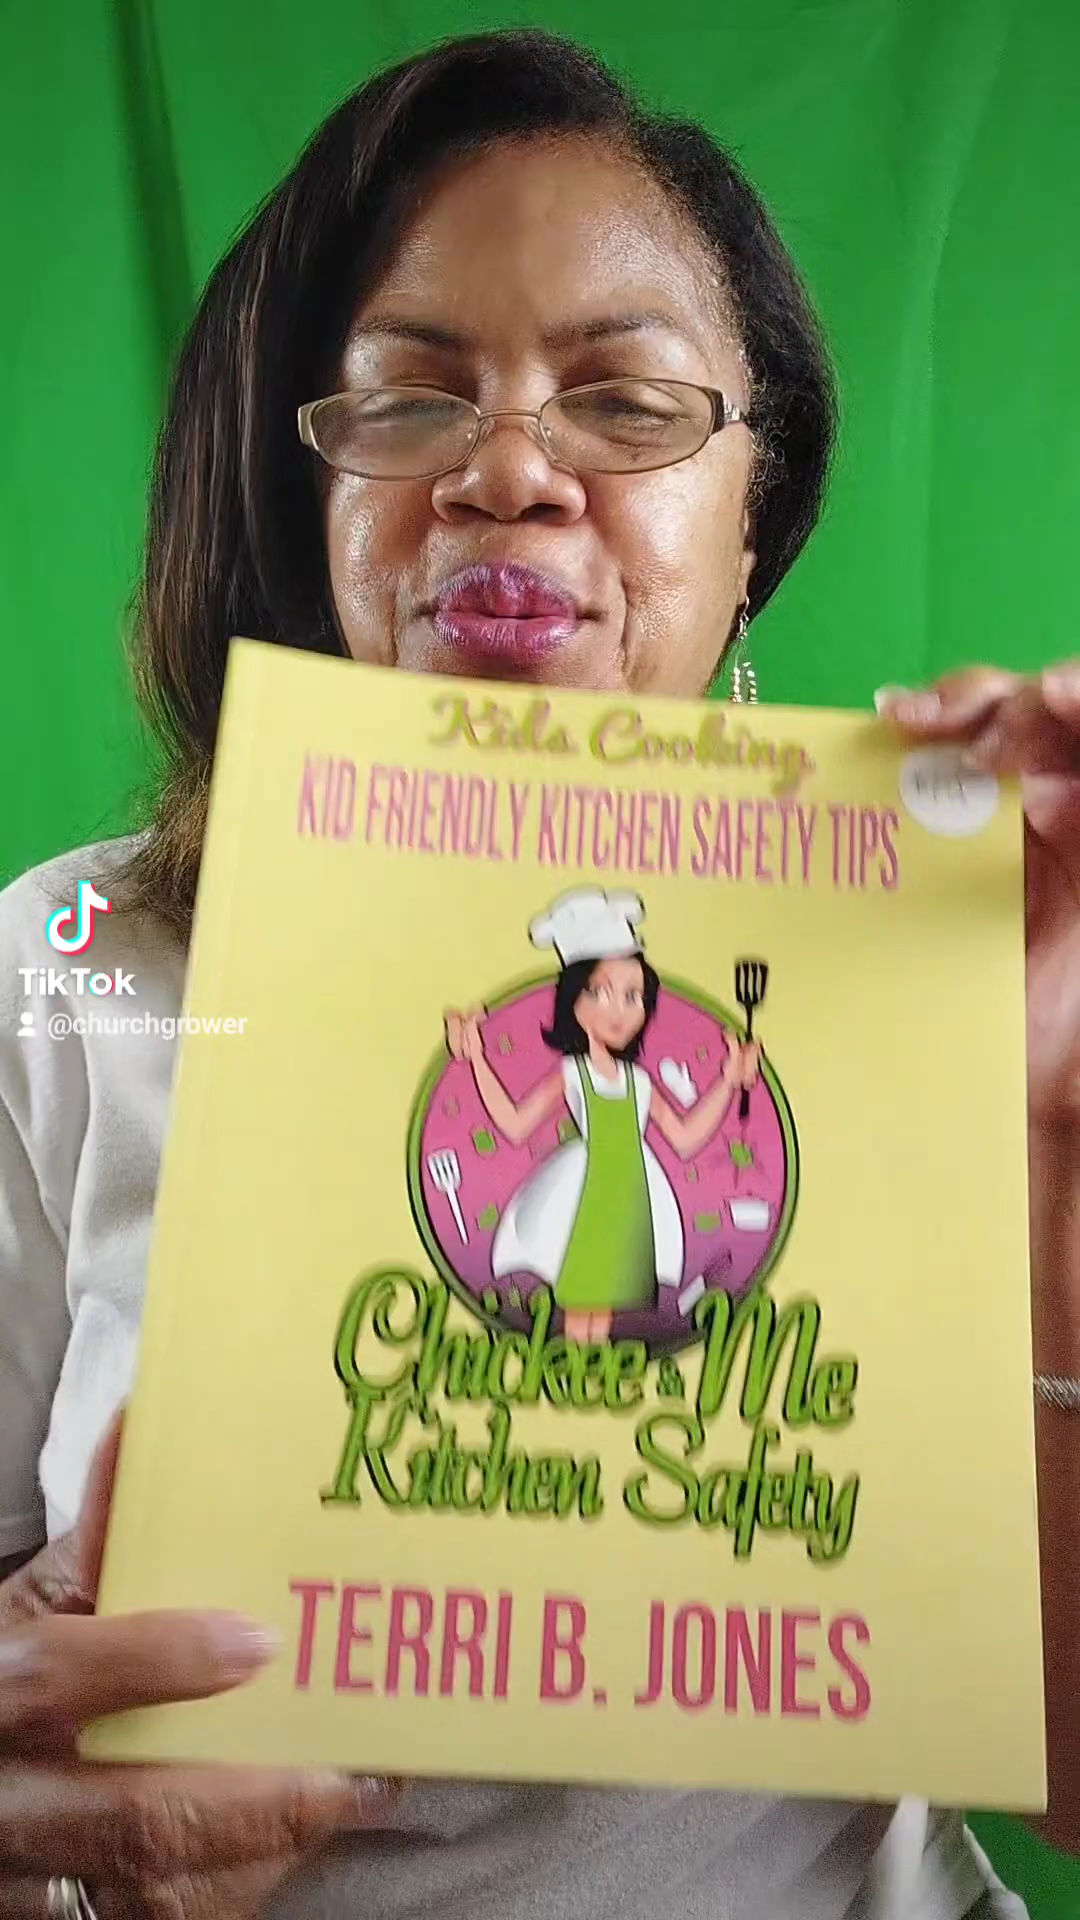 Kids Cooking
KID FRIENDLY KITCHEN SAFETY TIPS
TikTok
@churchgrower
Chickee & Me
Kitchen Safety
TERRI B. JONES